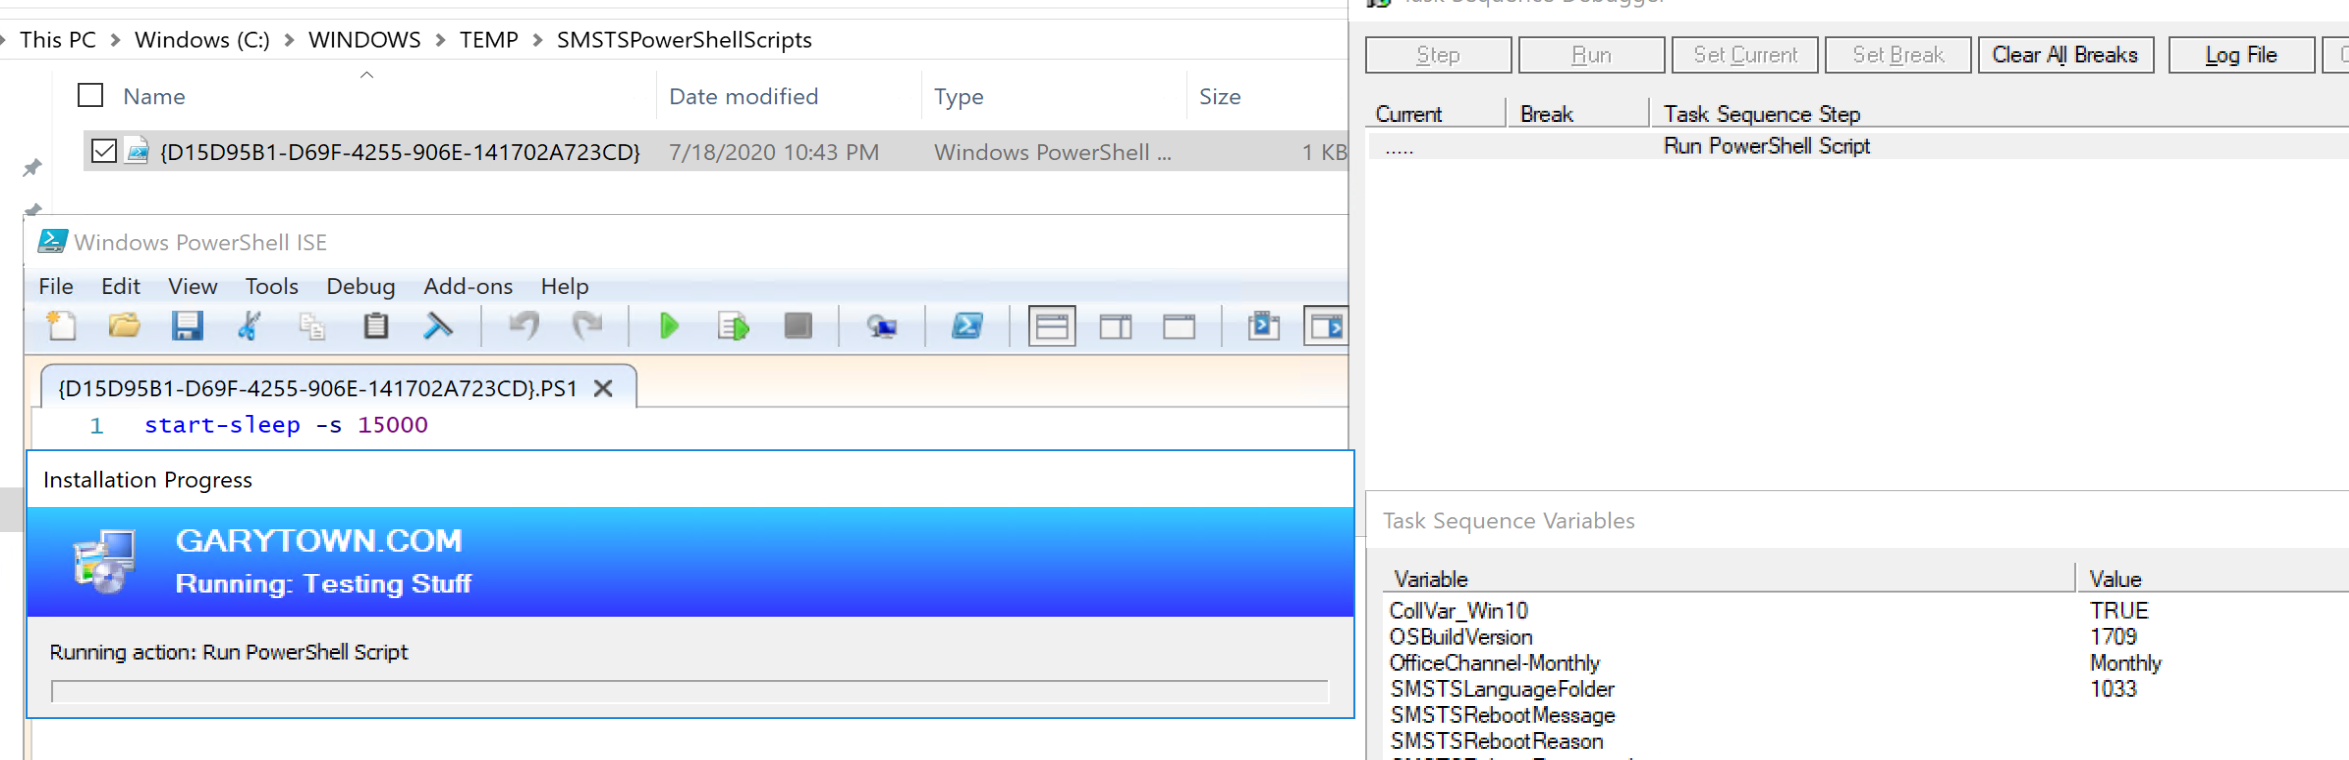 Task Sequence Debugger
This PC > Windows (C:) > WINDOWS > TEMP > SMSTSPowerShellScripts
Step Run Set Current Set Break Clear All Breaks Log File
Name Date modified Type Size
Current Break Task Sequence Step
{D15D95B1-D69F-4255-906E-141702A723CD} 7/18/2020 10:43 PM Windows PowerShell ... 1 KB
..... Run PowerShell Script
Windows PowerShell ISE
File Edit View Tools Debug Add-ons Help
{D15D95B1-D69F-4255-906E-141702A723CD}.PS1
1 start-sleep -s 15000
Installation Progress
GARYTOWN.COM
Running: Testing Stuff
Running action: Run PowerShell Script
Task Sequence Variables
Variable Value
CollVar_Win10 TRUE
OSBuildVersion 1709
OfficeChannel-Monthly Monthly
SMSTSLanguageFolder 1033
SMSTSRebootMessage
SMSTSRebootReason